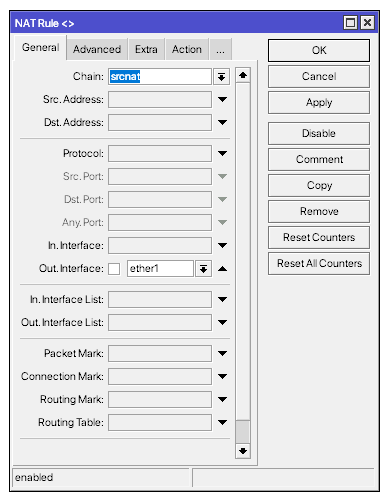 NAT Rule <>
General Advanced Extra Action ...
Chain: srcnat
Src. Address:
Dst. Address:
Protocol:
Src. Port:
Dst. Port:
Any. Port:
In. Interface:
Out. Interface: ether1
In. Interface List:
Out. Interface List:
Packet Mark:
Connection Mark:
Routing Mark:
Routing Table:
OK
Cancel
Apply
Disable
Comment
Copy
Remove
Reset Counters
Reset All Counters
enabled